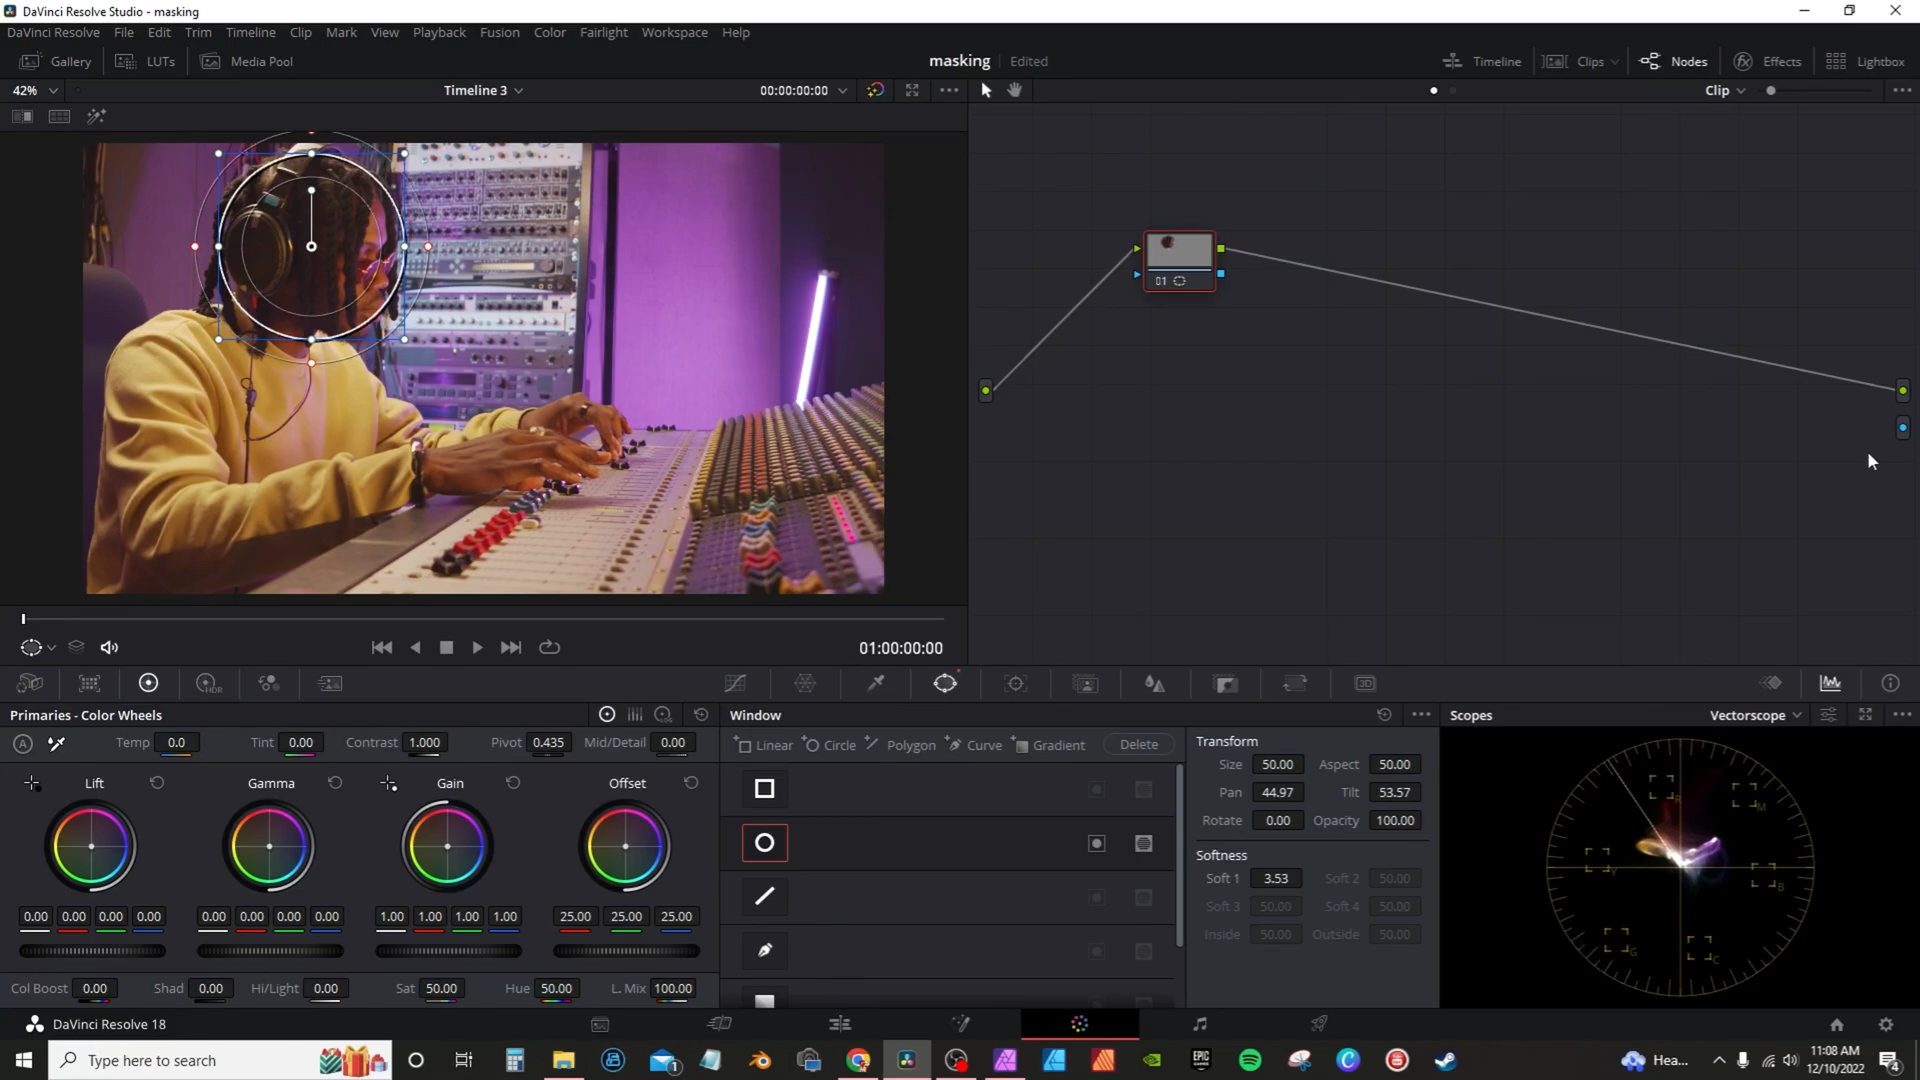 DaVinci Resolve Studio - masking
DaVinci Resolve File Edit Trim Timeline Clip Mark View Playback Fusion Color Fairlight Workspace Help
Gallery LUTs Media Pool masking Edited Timeline Clips Nodes Effects Lightbox
42% Timeline 3 00:00:00:00 Clip
01
01:00:00:00
HDR 3D
Primaries - Color Wheels LOG Window Scopes Vectorscope
A Temp 0.0 Tint 0.00 Contrast 1.000 Pivot 0.435 Mid/Detail 0.00
Linear Circle Polygon Curve Gradient Delete
Lift Gamma Gain Offset
0.00 0.00 0.00 0.00 0.00 0.00 0.00 0.00 1.00 1.00 1.00 1.00 25.00 25.00 25.00
Col Boost 0.00 Shad 0.00 Hi/Light 0.00 Sat 50.00 Hue 50.00 L. Mix 100.00
Transform
Size 50.00 Aspect 50.00
Pan 44.97 Tilt 53.57
Rotate 0.00 Opacity 100.00
Softness
Soft 1 3.53 Soft 2 50.00
Soft 3 50.00 Soft 4 50.00
Inside 50.00 Outside 50.00
R M
Y B
G C
DaVinci Resolve 18
Type here to search
1
EPIC GAMES
Hea...
11:08 AM
12/10/2022
4